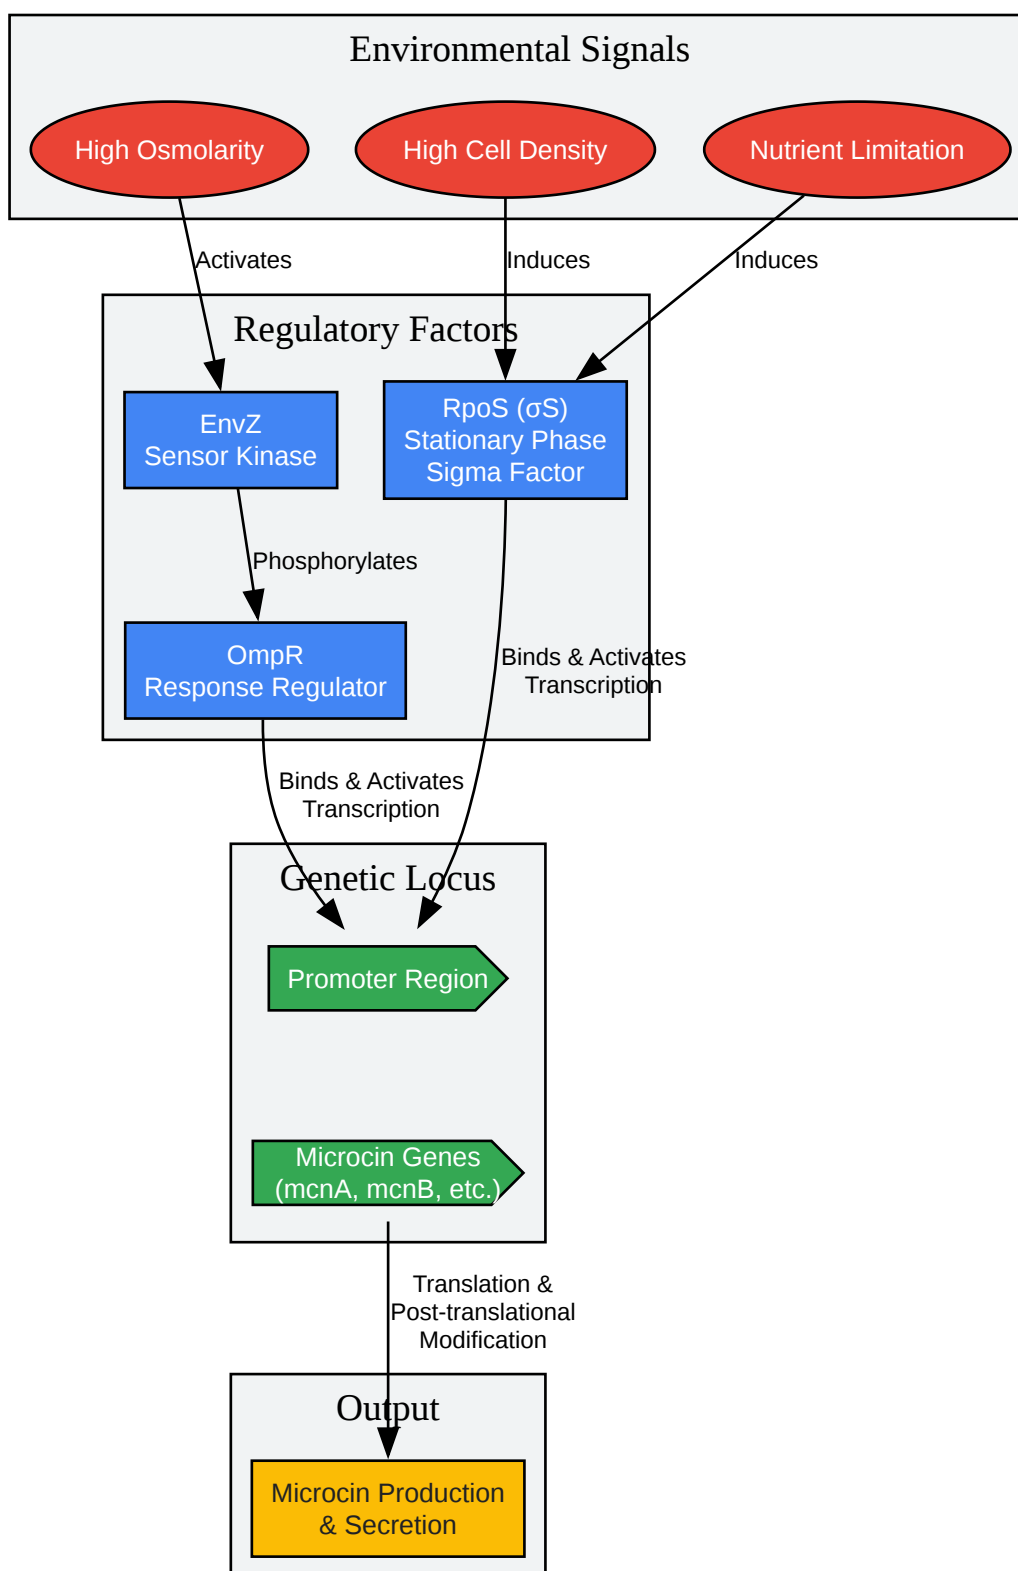 Environmental Signals
High Osmolarity
High Cell Density
Nutrient Limitation
Activates
Induces
Induces
Regulatory Factors
EnvZ
Sensor Kinase
RpoS (σS)
Stationary Phase
Sigma Factor
Phosphorylates
OmpR
Response Regulator
Binds & Activates
Transcription
Binds & Activates
Transcription
Genetic Locus
Promoter Region
Microcin Genes
(mcnA, mcnB, etc.)
Translation &
Post-translational
Modification
Output
Microcin Production
& Secretion